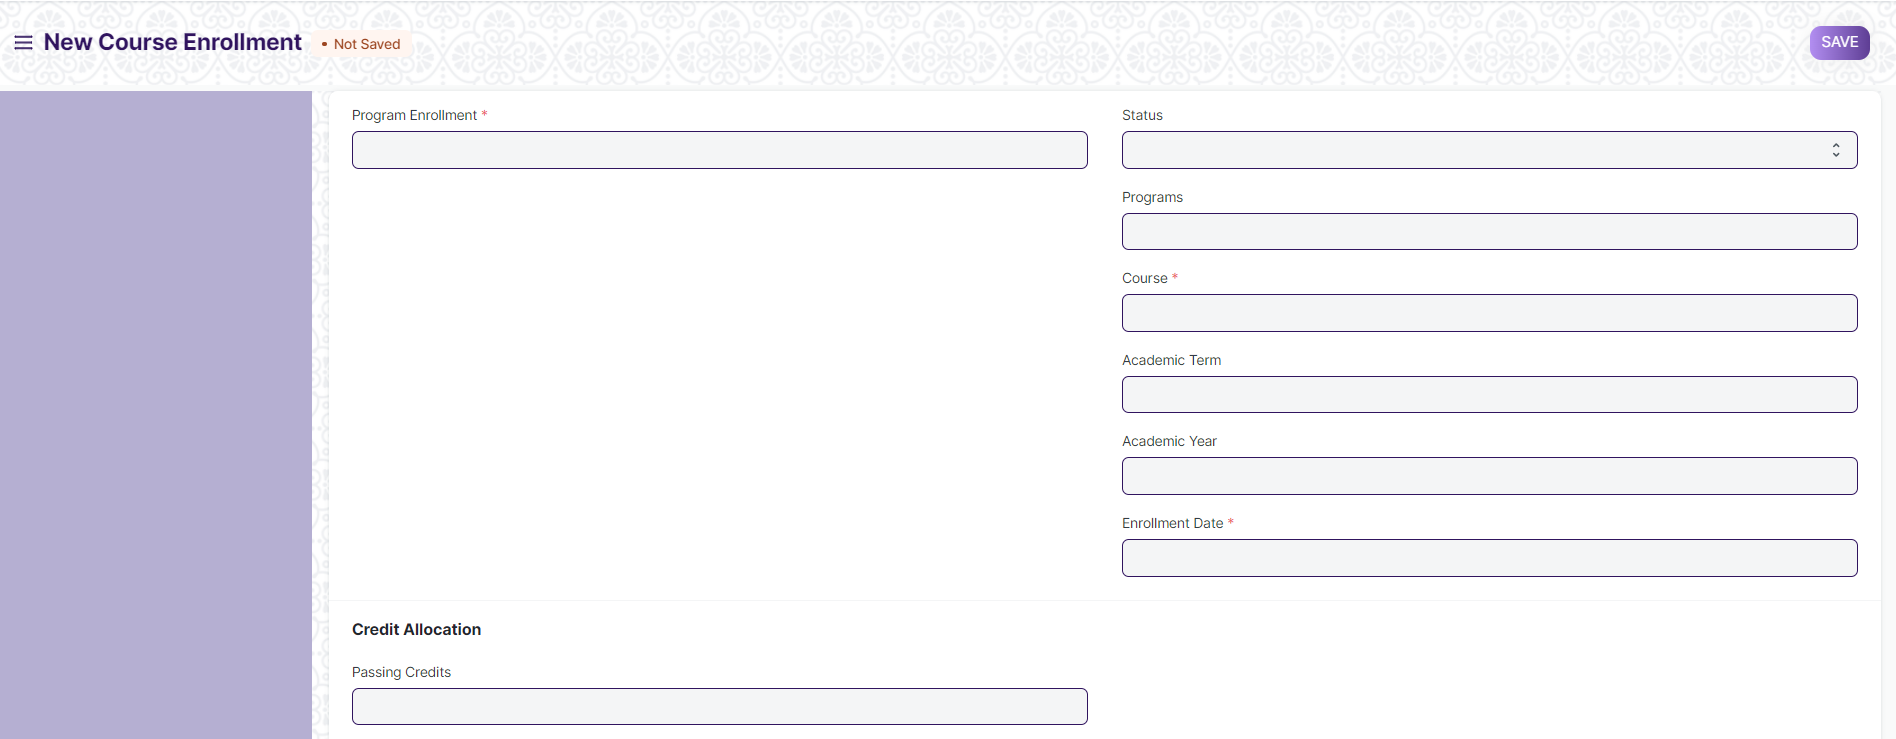 New Course Enrollment
• Not Saved
SAVE
Program Enrollment *
Status
Programs
Course *
Academic Term
Academic Year
Enrollment Date *
Credit Allocation
Passing Credits